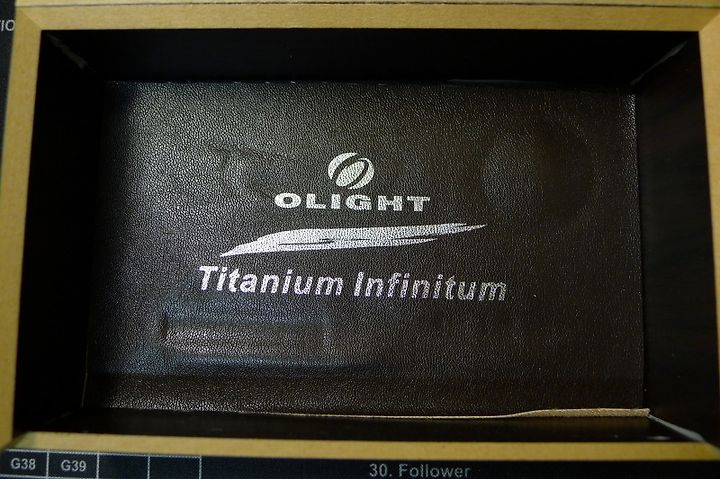 OLIGHT
Titanium Infinitum
G38 G39
30. Follower